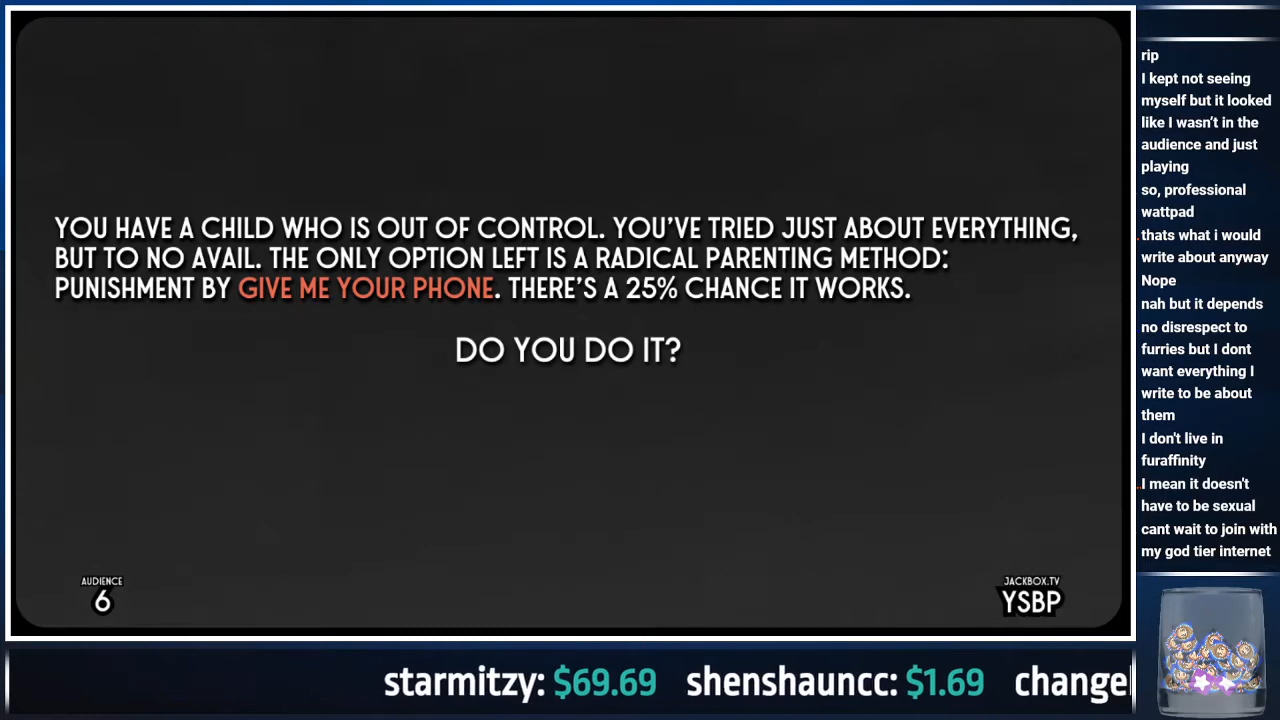 YOU HAVE A CHILD WHO IS OUT OF CONTROL. YOU'VE TRIED JUST ABOUT EVERYTHING,
BUT TO NO AVAIL. THE ONLY OPTION LEFT IS A RADICAL PARENTING METHOD:
PUNISHMENT BY GIVE ME YOUR PHONE. THERE'S A 25% CHANCE IT WORKS.
DO YOU DO IT?
AUDIENCE
6
JACKBOX.TV
YSBP
rip
I kept not seeing
myself but it looked
like I wasn't in the
audience and just
playing
so, professional
wattpad
thats what i would
write about anyway
Nope
nah but it depends
no disrespect to
furries but I dont
want everything I
write to be about
them
I don't live in
furaffinity
I mean it doesn't
have to be sexual
cant wait to join with
my god tier internet
starmitzy: $69.69 shenshauncc: $1.69 change